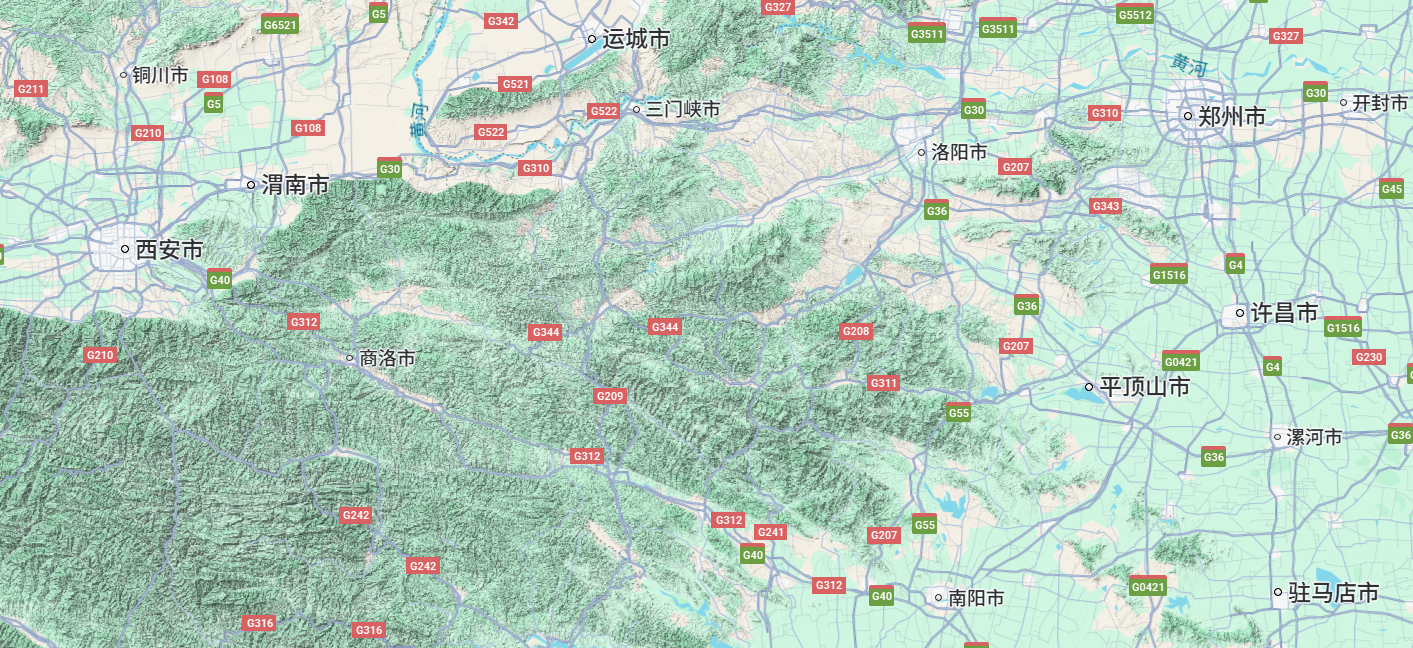 G5
G6521
G342
G327
G5512
运城市
G3511
G3511
G327
铜川市
G108
G211
G5
G521
黄河
黄河
G30
开封市
G522
三门峡市
G30
G310
郑州市
G210
G108
G522
洛阳市
G30
G310
G207
渭南市
G45
G36
G343
西安市
G40
G4
G1516
G36
许昌市
G312
G344
G344
G208
G1516
G207
G210
商洛市
G0421
G4
G230
G311
平顶山市
G209
G55
漯河市
G36
G312
G36
G242
G312
G55
G241
G207
G40
G242
G312
G40
G0421
南阳市
驻马店市
G316
G316